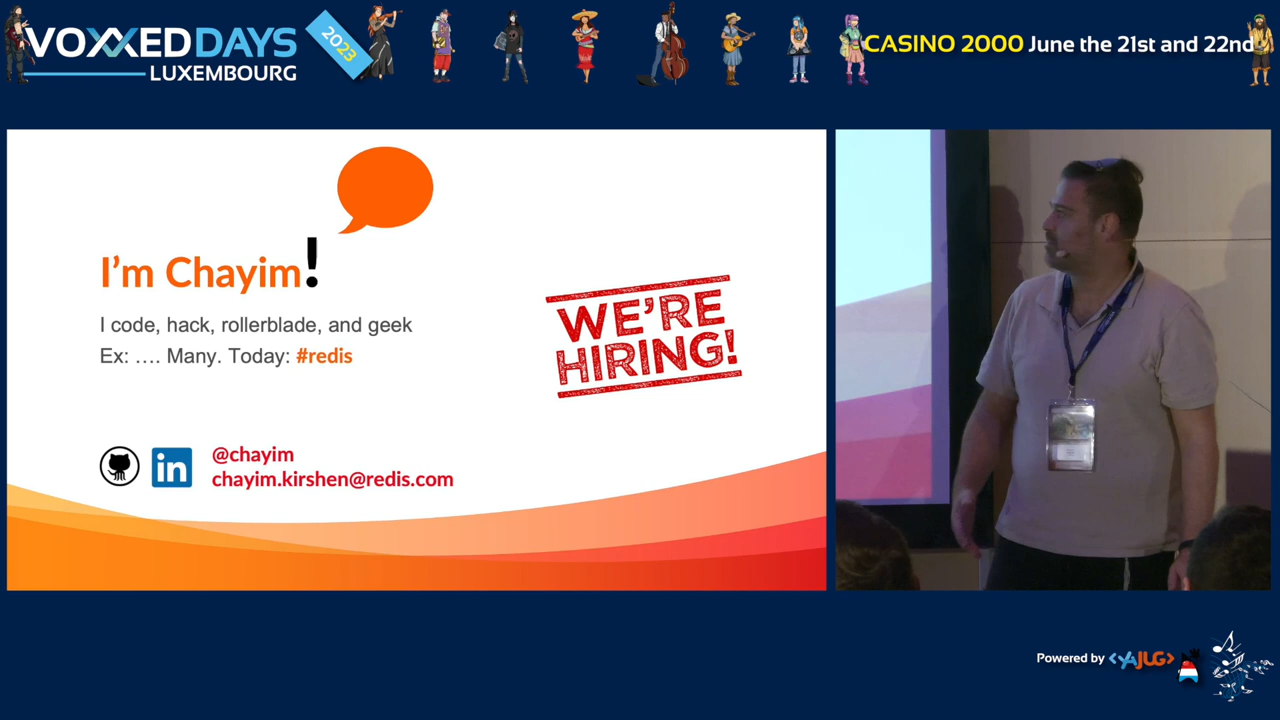 VOXXEDDAYS
LUXEMBOURG
2023
CASINO 2000 June the 21st and 22nd
I'm Chayim!
I code, hack, rollerblade, and geek
Ex: .... Many. Today: #redis
WE'RE
HIRING!
in
@chayim
chayim.kirshen@redis.com
Powered by <YAJUG>